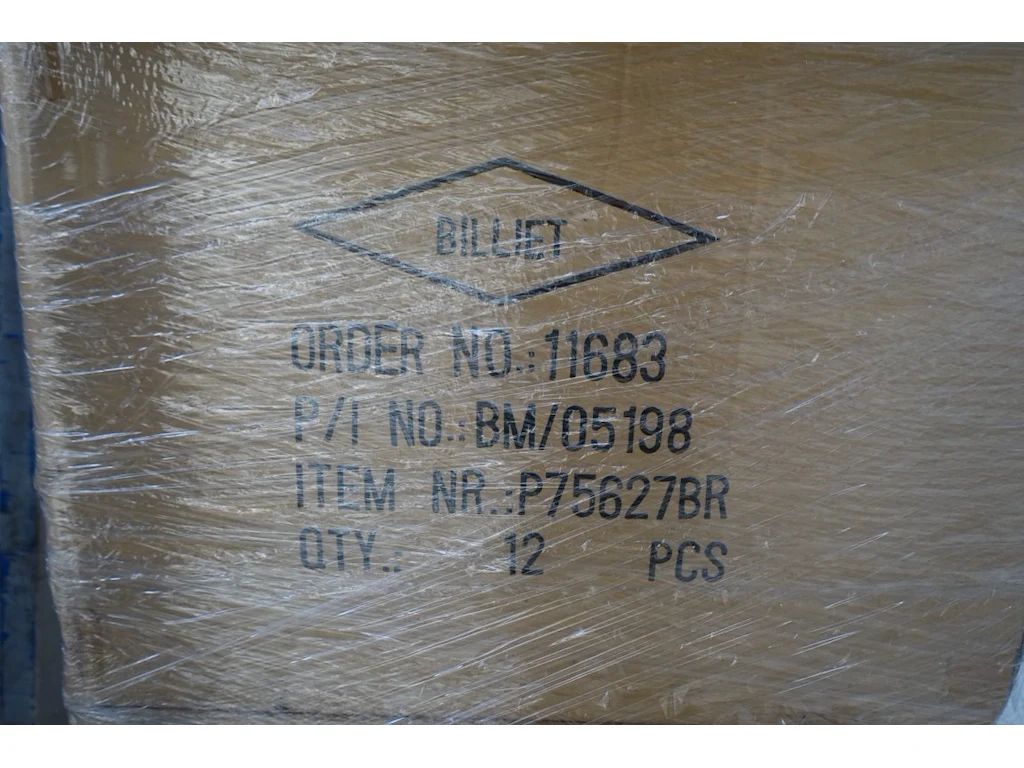 BILLIET
ORDER NO.:11683
P/I NO.:BM/05198
ITEM NR.:P75627BR
QTY.: 12 PCS